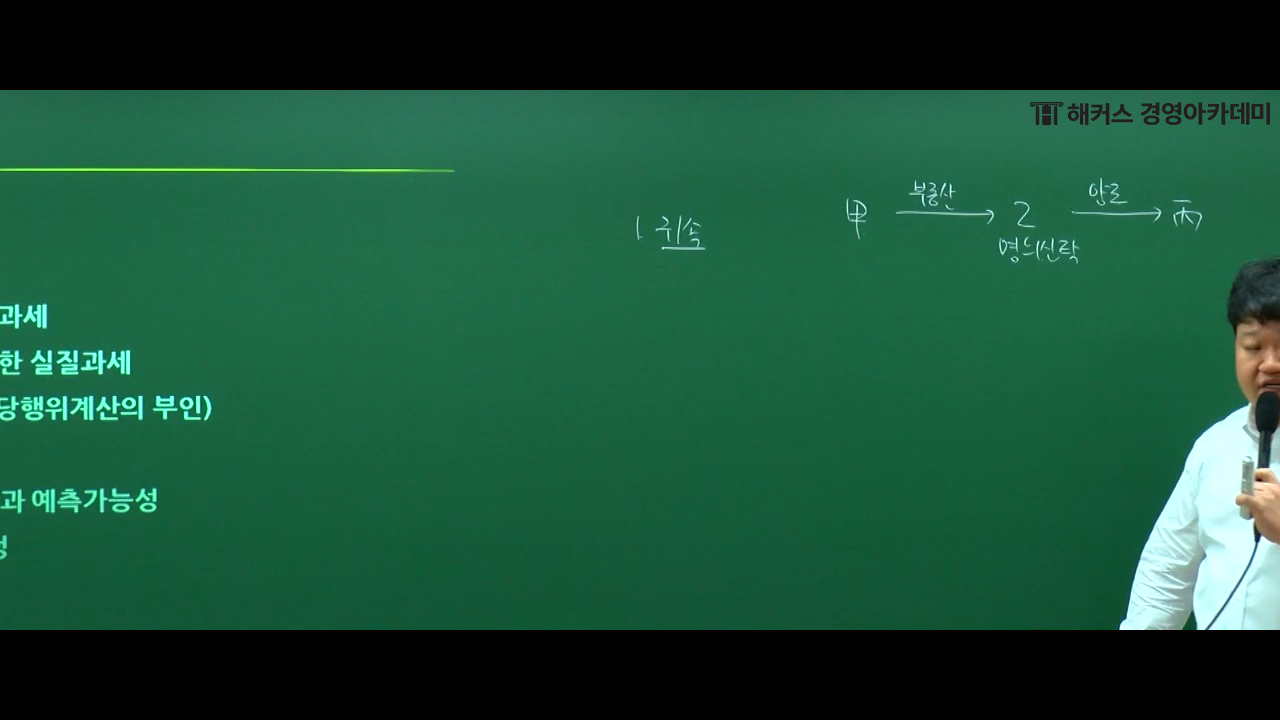 해커스 경영아카데미
甲 부동산 乙 양도 丙
1. 귀속
명의신탁
과세
한 실질과세
당행위계산의 부인)
과 예측가능성
성